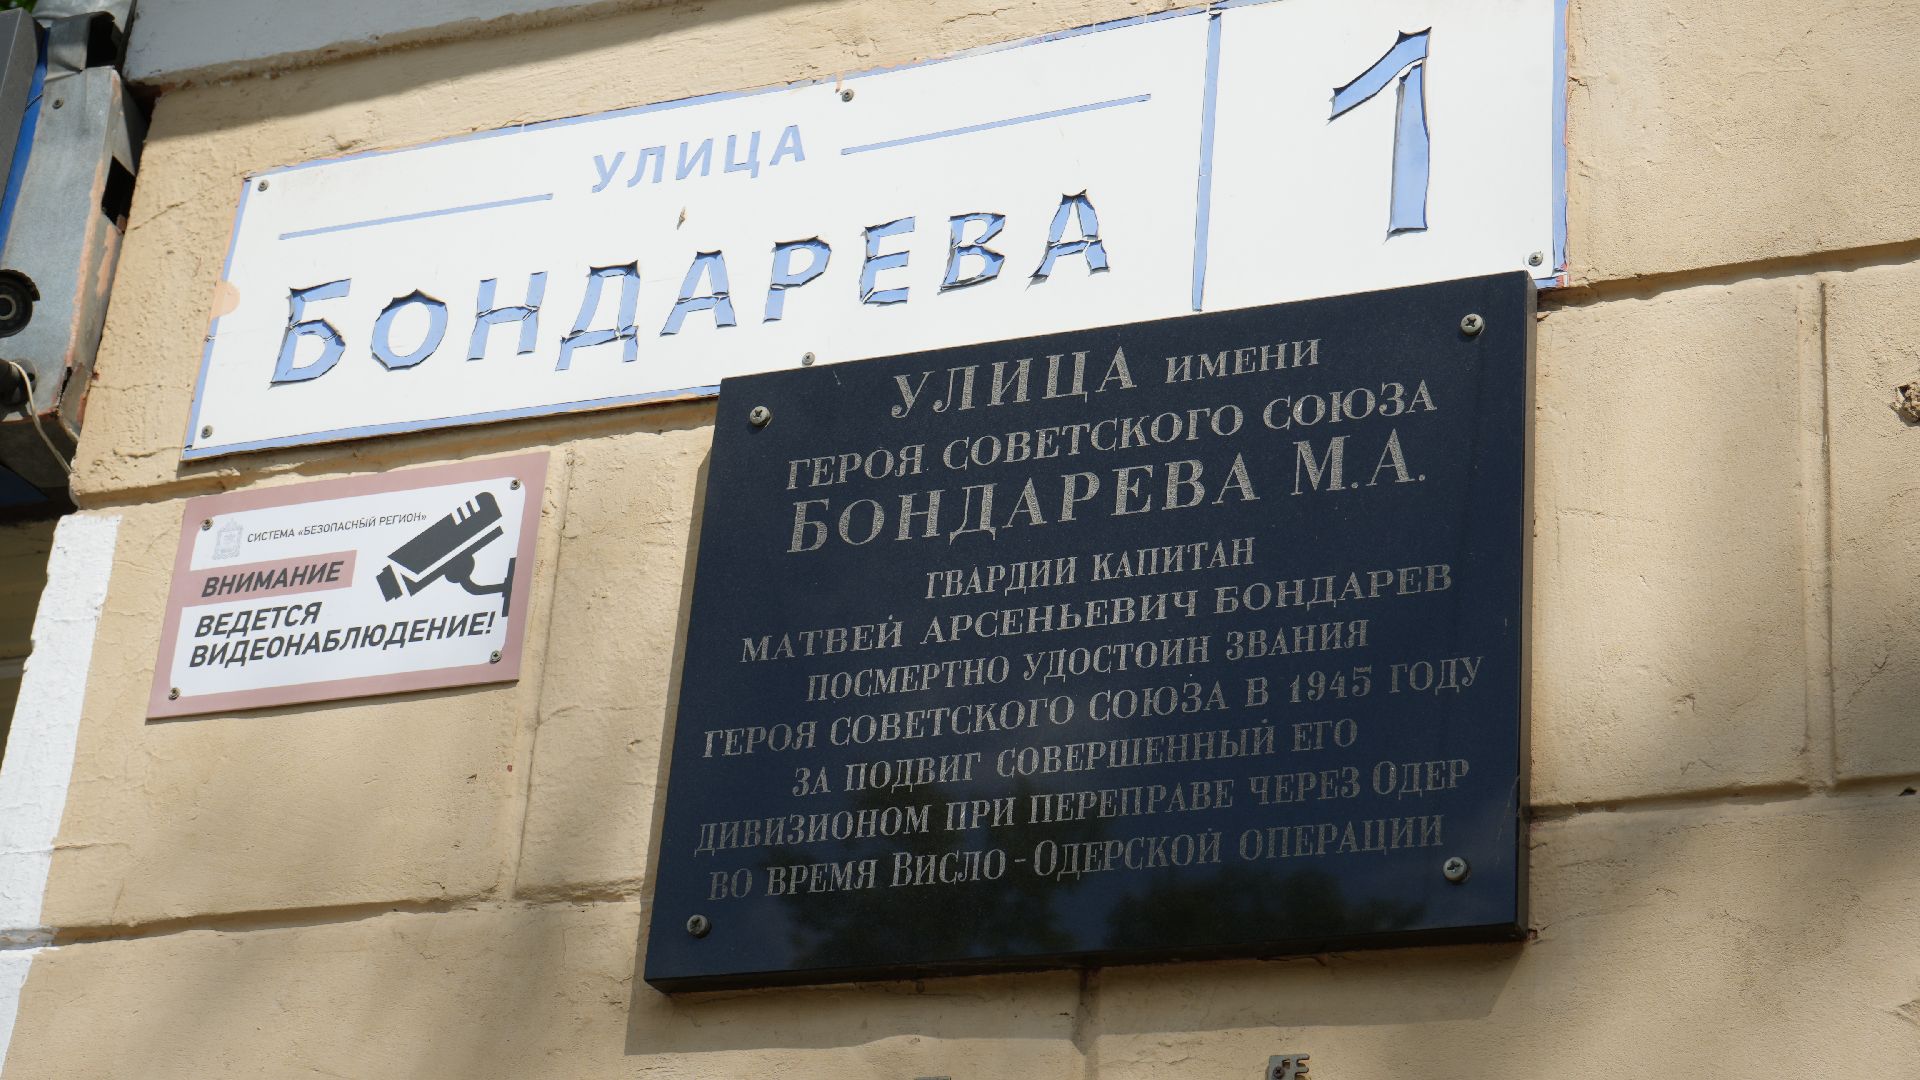 УЛИЦА
БОНДАРЕВА
1
УЛИЦА ИМЕНИ
ГЕРОЯ СОВЕТСКОГО СОЮЗА
БОНДАРЕВА М.А.
ГВАРДИИ КАПИТАН
МАТВЕЙ АРСЕНЬЕВИЧ БОНДАРЕВ
ПОСМЕРТНО УДОСТОИН ЗВАНИЯ
ГЕРОЯ СОВЕТСКОГО СОЮЗА В 1945 ГОДУ
ЗА ПОДВИГ СОВЕРШЕННЫЙ ЕГО
ДИВИЗИОНОМ ПРИ ПЕРЕПРАВЕ ЧЕРЕЗ ОДЕР
ВО ВРЕМЯ ВИСЛО-ОДЕРСКОЙ ОПЕРАЦИИ
СИСТЕМА «БЕЗОПАСНЫЙ РЕГИОН»
ВНИМАНИЕ
ВЕДЕТСЯ
ВИДЕОНАБЛЮДЕНИЕ!